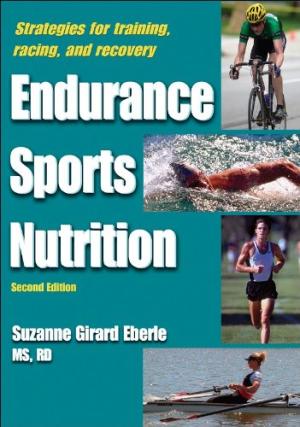 Strategies for training,
racing, and recovery
Endurance
Sports
Nutrition
Second Edition
Suzanne Girard Eberle
MS, RD